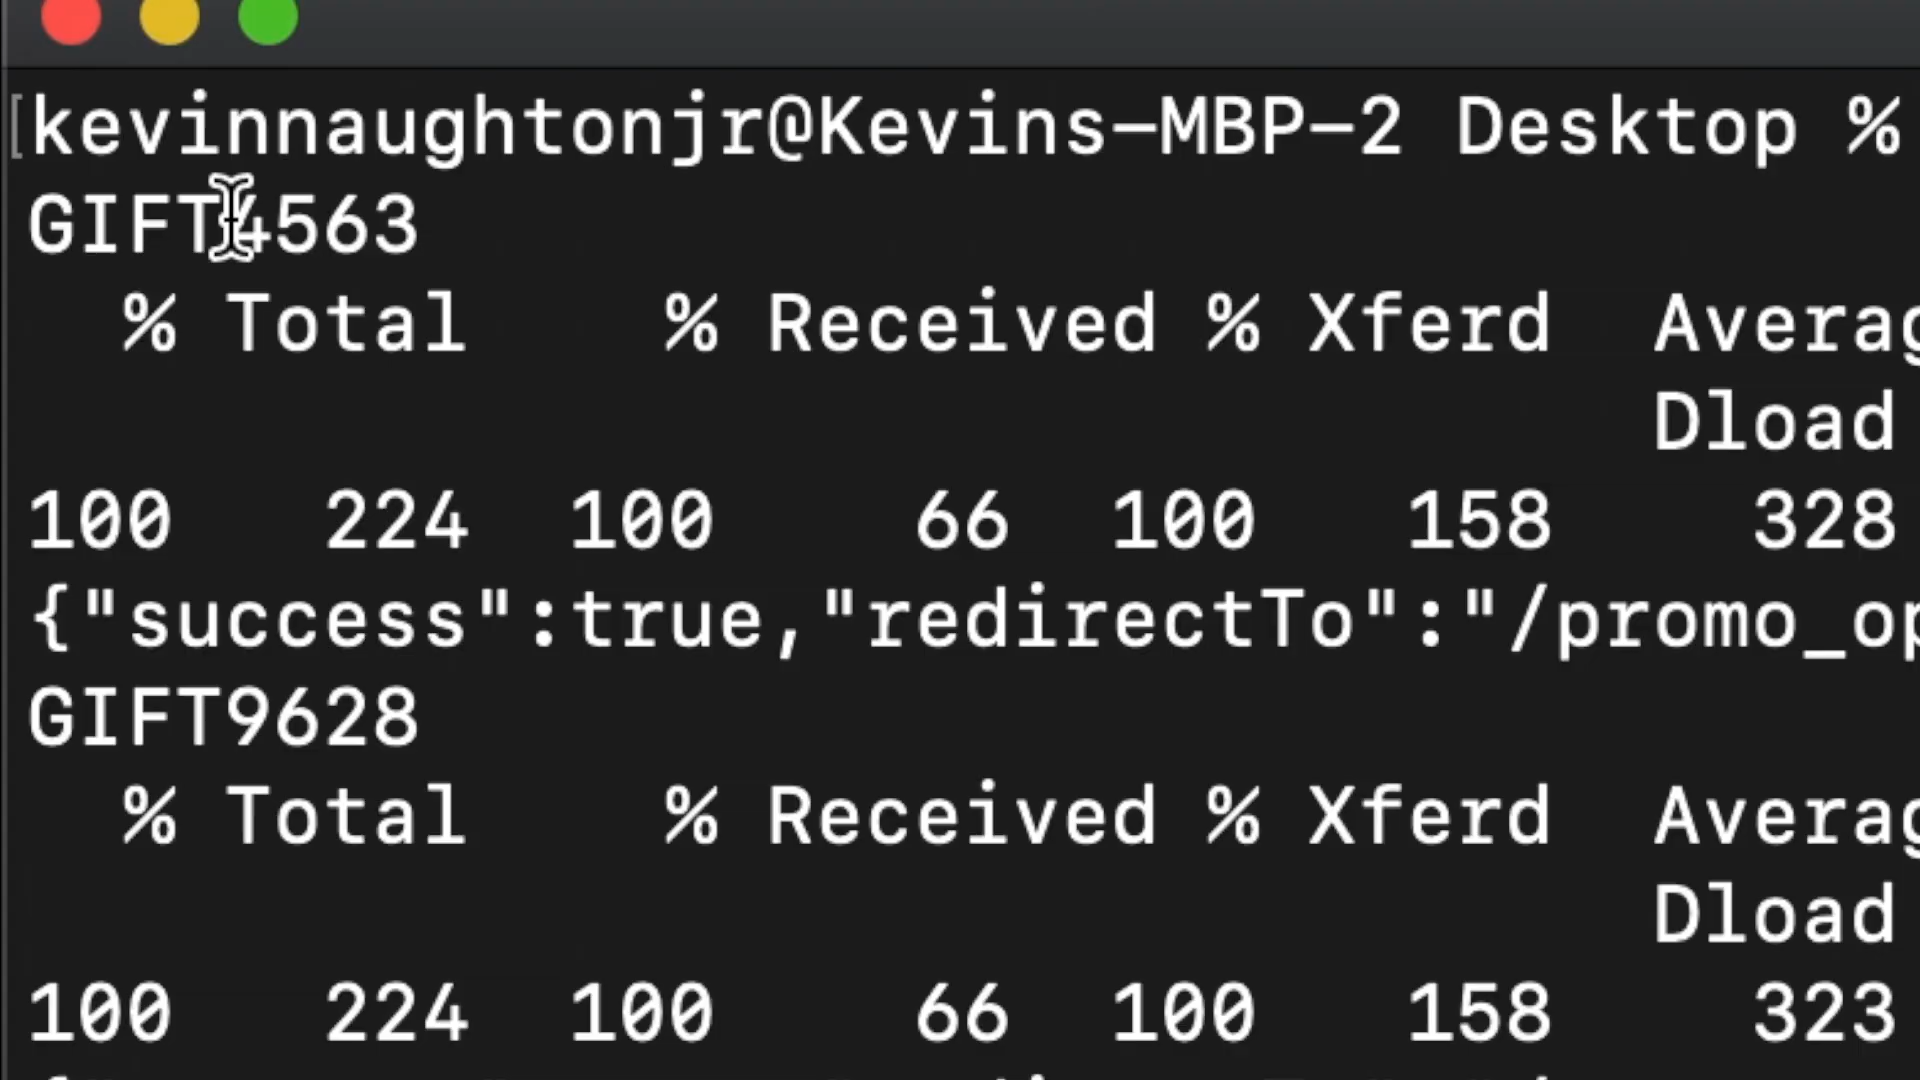 kevinnaughtonjr@Kevins-MBP-2 Desktop %
GIFT4563
% Total % Received % Xferd Averag
Dload
100 224 100 66 100 158 328
{"success":true,"redirectTo":"/promo_op
GIFT9628
% Total % Received % Xferd Averag
Dload
100 224 100 66 100 158 323